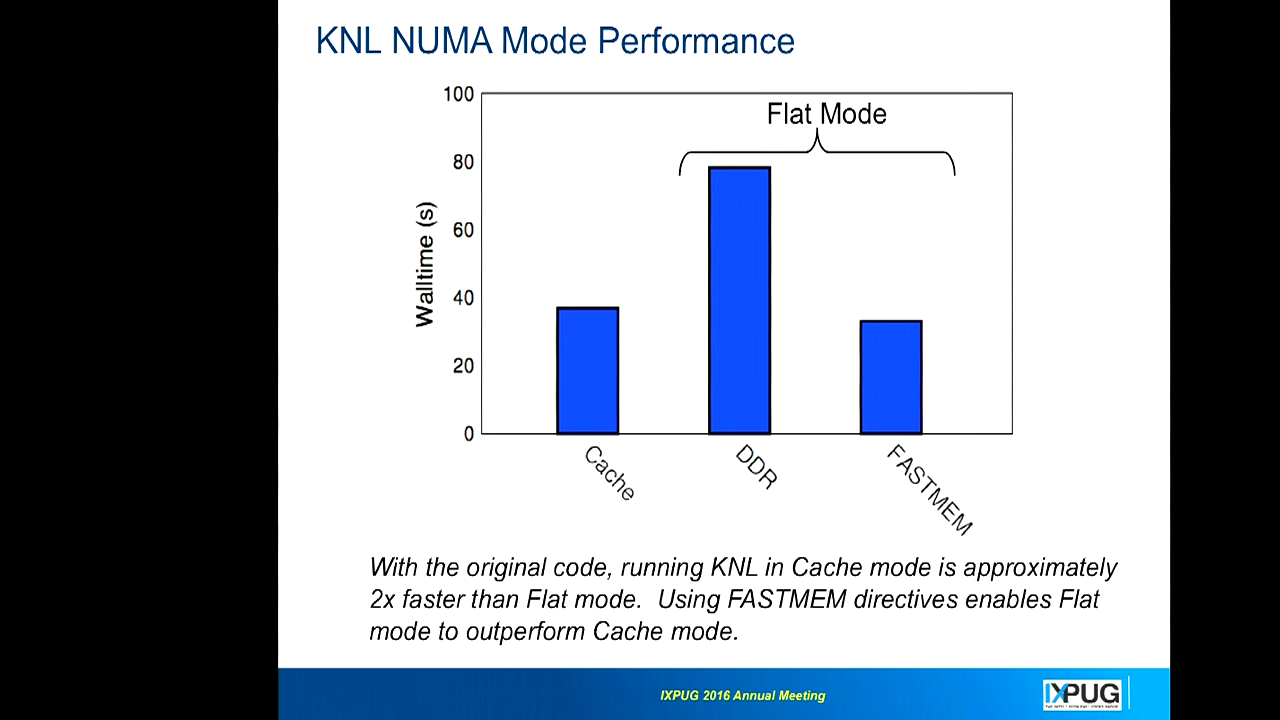 KNL NUMA Mode Performance
100
Flat Mode
80
60
40
20
0
Walltime (s)
Cache
DDR
FASTMEM
With the original code, running KNL in Cache mode is approximately
2x faster than Flat mode.  Using FASTMEM directives enables Flat
mode to outperform Cache mode.
IXPUG 2016 Annual Meeting
IXPUG